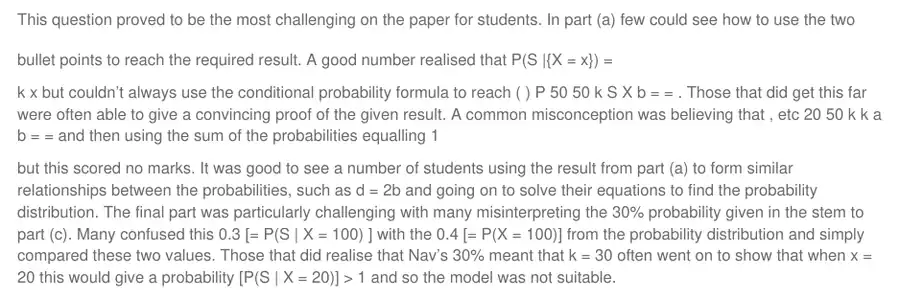 This question proved to be the most challenging on the paper for students. In part (a) few could see how to use the two
bullet points to reach the required result. A good number realised that P(S |{X = x}) =
k x but couldn't always use the conditional probability formula to reach ( ) P 50 50 k S X b = = . Those that did get this far
were often able to give a convincing proof of the given result. A common misconception was believing that , etc 20 50 k k a
b = = and then using the sum of the probabilities equalling 1
but this scored no marks. It was good to see a number of students using the result from part (a) to form similar
relationships between the probabilities, such as d = 2b and going on to solve their equations to find the probability
distribution. The final part was particularly challenging with many misinterpreting the 30% probability given in the stem to
part (c). Many confused this 0.3 [= P(S | X = 100) ] with the 0.4 [= P(X = 100)] from the probability distribution and simply
compared these two values. Those that did realise that Nav's 30% meant that k = 30 often went on to show that when x =
20 this would give a probability [P(S | X = 20)] > 1 and so the model was not suitable.